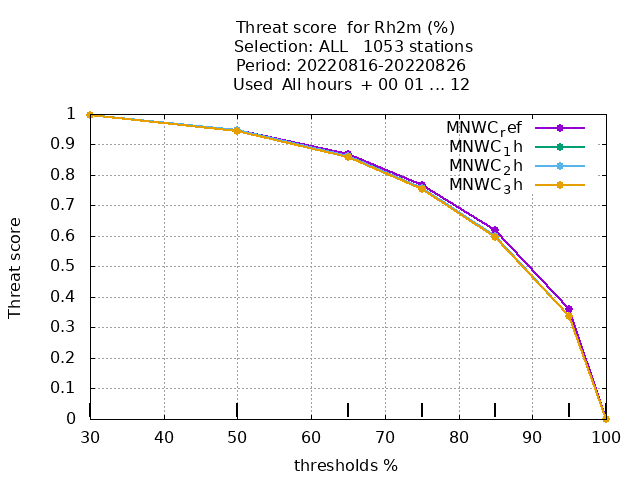 Threat score  for Rh2m (%)
Selection: ALL   1053 stations
Period: 20220816-20220826
Used  All hours  + 00 01 ... 12
MNWC_ref
MNWC_1h
MNWC_2h
MNWC_3h
1
0.9
0.8
0.7
0.6
0.5
0.4
0.3
0.2
0.1
0
Threat score
30 40 50 60 70 80 90 100
thresholds %